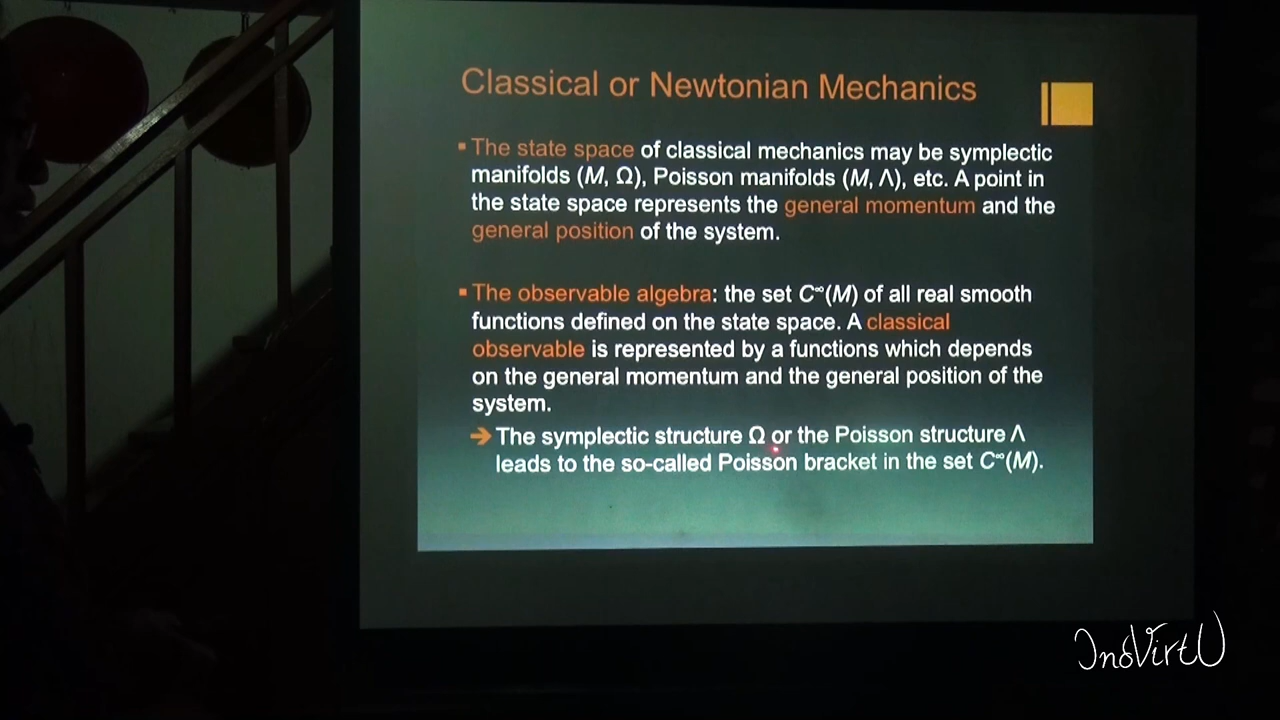 Classical or Newtonian Mechanics
The state space of classical mechanics may be symplectic
manifolds (M, Ω), Poisson manifolds (M, Λ), etc. A point in
the state space represents the general momentum and the
general position of the system.
The observable algebra: the set C∞(M) of all real smooth
functions defined on the state space. A classical
observable is represented by a functions which depends
on the general momentum and the general position of the
system.
➔ The symplectic structure Ω or the Poisson structure Λ
leads to the so-called Poisson bracket in the set C∞(M).
InoVirtU